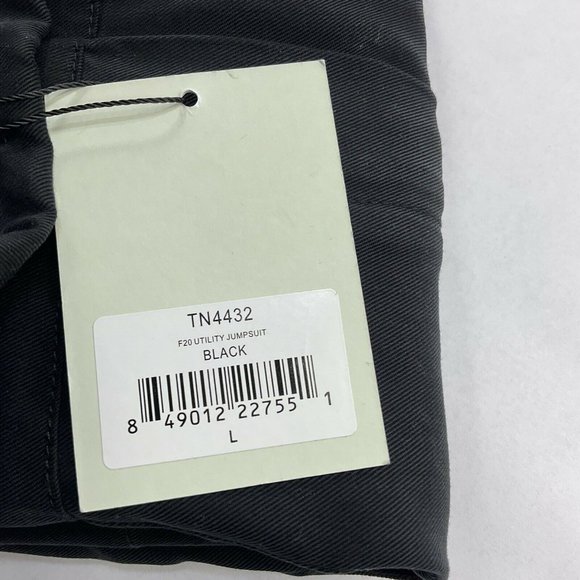 TN4432
F20 UTILITY JUMPSUIT
BLACK
8 49012 22755 1
L